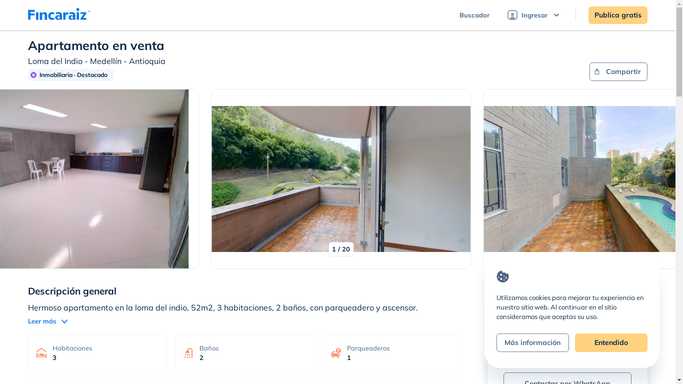 Fincaraiz
Buscador
Ingresar
Publica gratis
Apartamento en venta
Loma del Indio - Medellín - Antioquia
Inmobiliaria · Destacado
Compartir
1 / 20
Descripción general
Hermoso apartamento en la loma del indio, 52m2, 3 habitaciones, 2 baños, con parqueadero y ascensor.
Leer más
Habitaciones
3
Baños
2
Parqueaderos
1
Utilizamos cookies para mejorar tu experiencia en
nuestro sitio web. Al continuar en el sitio
consideramos que aceptas su uso.
Más información
Entendido
Contactar por WhatsApp